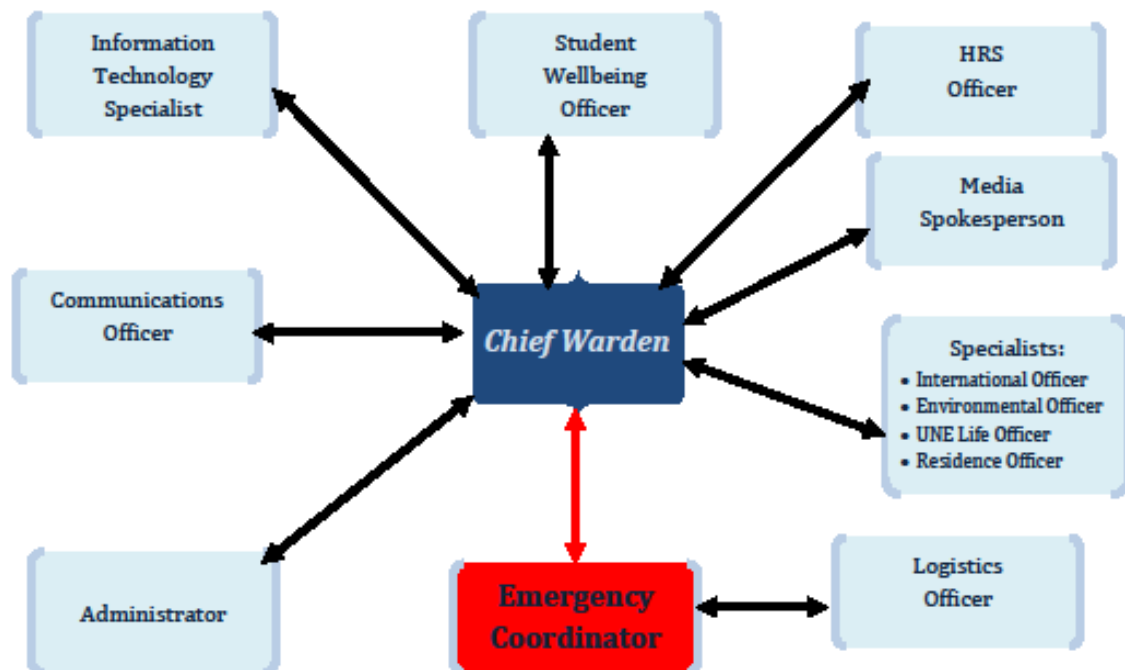 Information
Technology
Specialist
Student
Wellbeing
Officer
HRS
Officer
Media
Spokesperson
Communications
Officer
Chief Warden
Specialists:
• International Officer
• Environmental Officer
• UNE Life Officer
• Residence Officer
Administrator
Emergency
Coordinator
Logistics
Officer